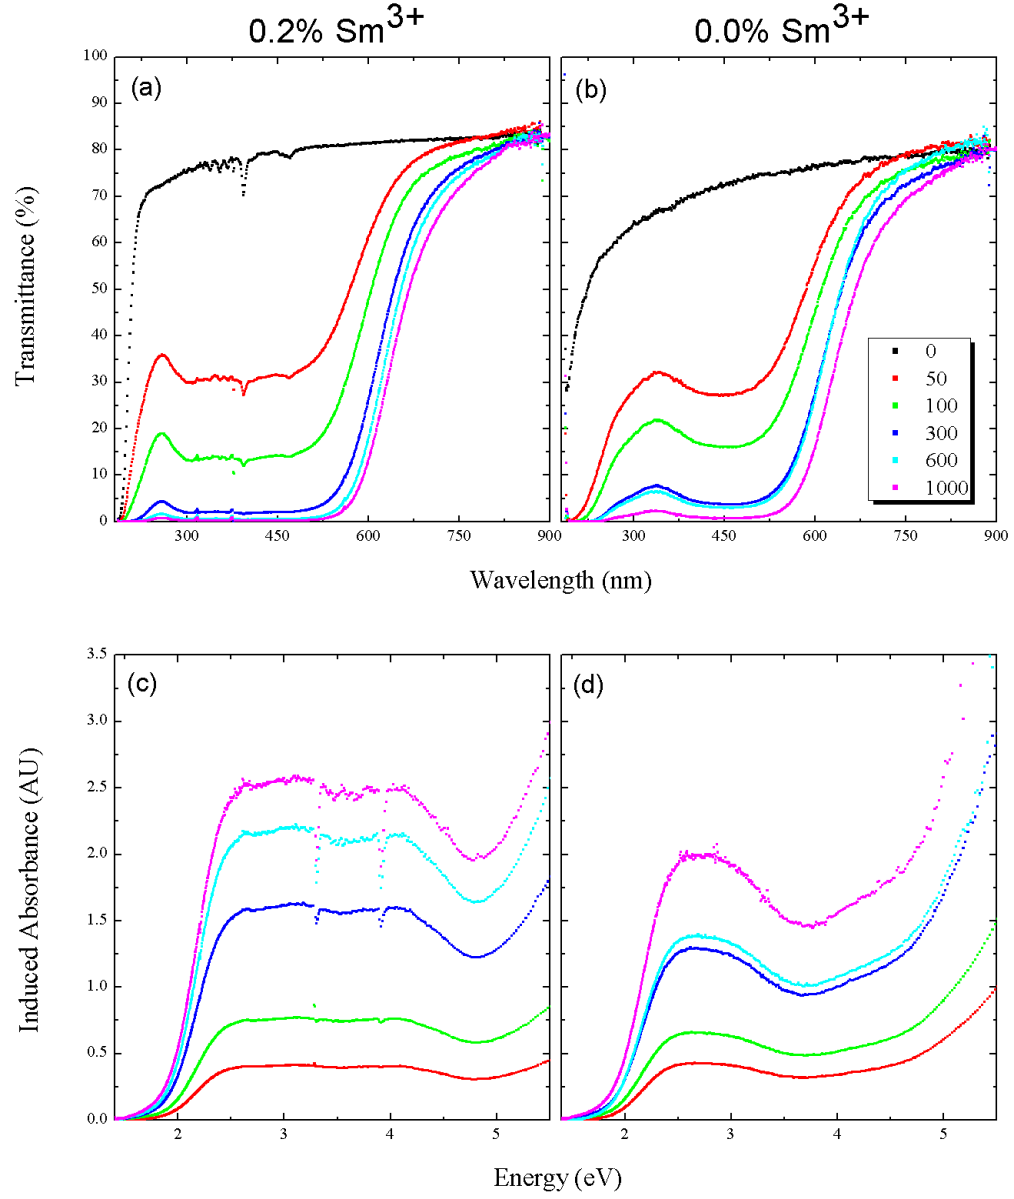 0.2% Sm3+
0.0% Sm3+
(a)
(b)
100
90
80
70
60
50
40
30
20
10
0
Transmittance (%)
0
50
100
300
600
1000
300 450 600 750 900
300 450 600 750 900
Wavelength (nm)
(c)
(d)
3.5
3.0
2.5
2.0
1.5
1.0
0.5
0.0
Induced Absorbance (AU)
2 3 4 5
2 3 4 5
Energy (eV)